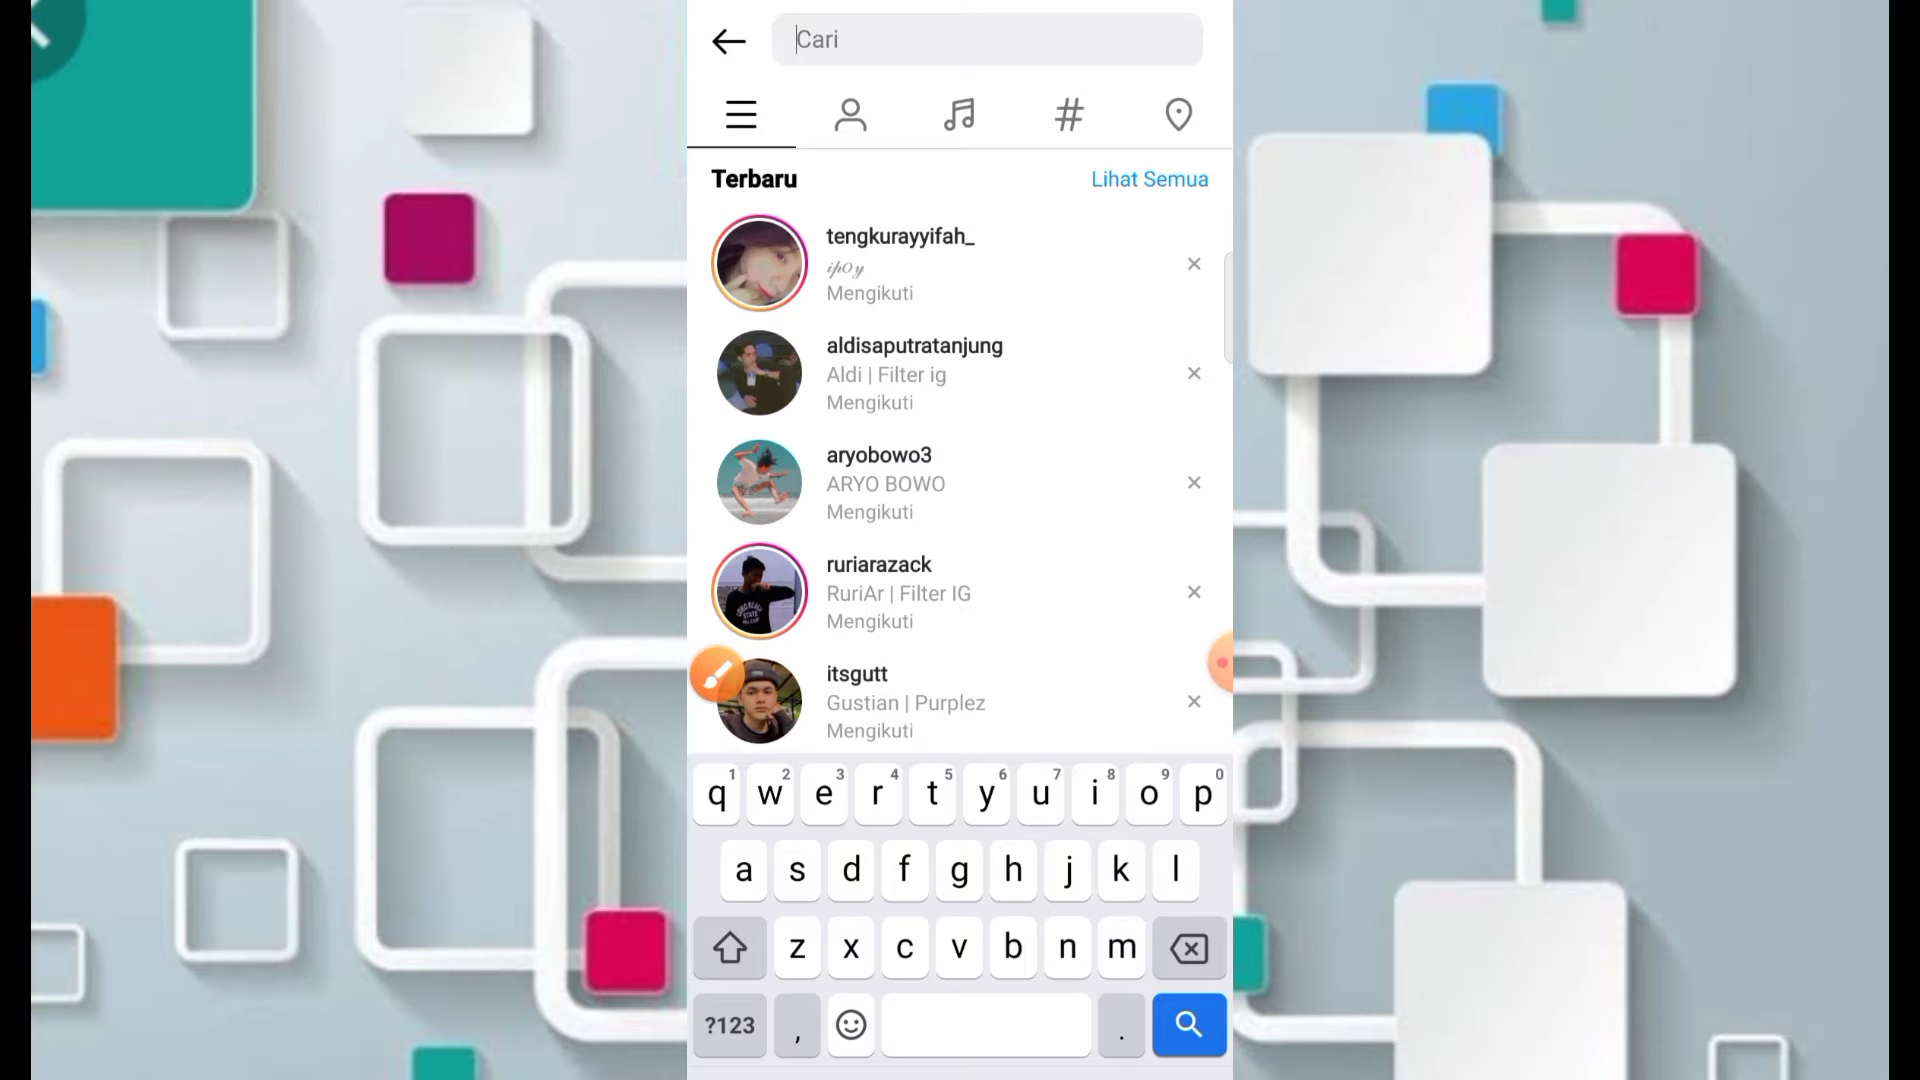 Cari
Terbaru
Lihat Semua
tengkurayyifah_
𝒾𝓅𝑜𝓎
Mengikuti
aldisaputratanjung
Aldi | Filter ig
Mengikuti
aryobowo3
ARYO BOWO
Mengikuti
ruriarazack
RuriAr | Filter IG
Mengikuti
itsgutt
Gustian | Purplez
Mengikuti
1 2 3 4 5 6 7 8 9 0
q w e r t y u i o p
a s d f g h j k l
z x c v b n m
?123 , .